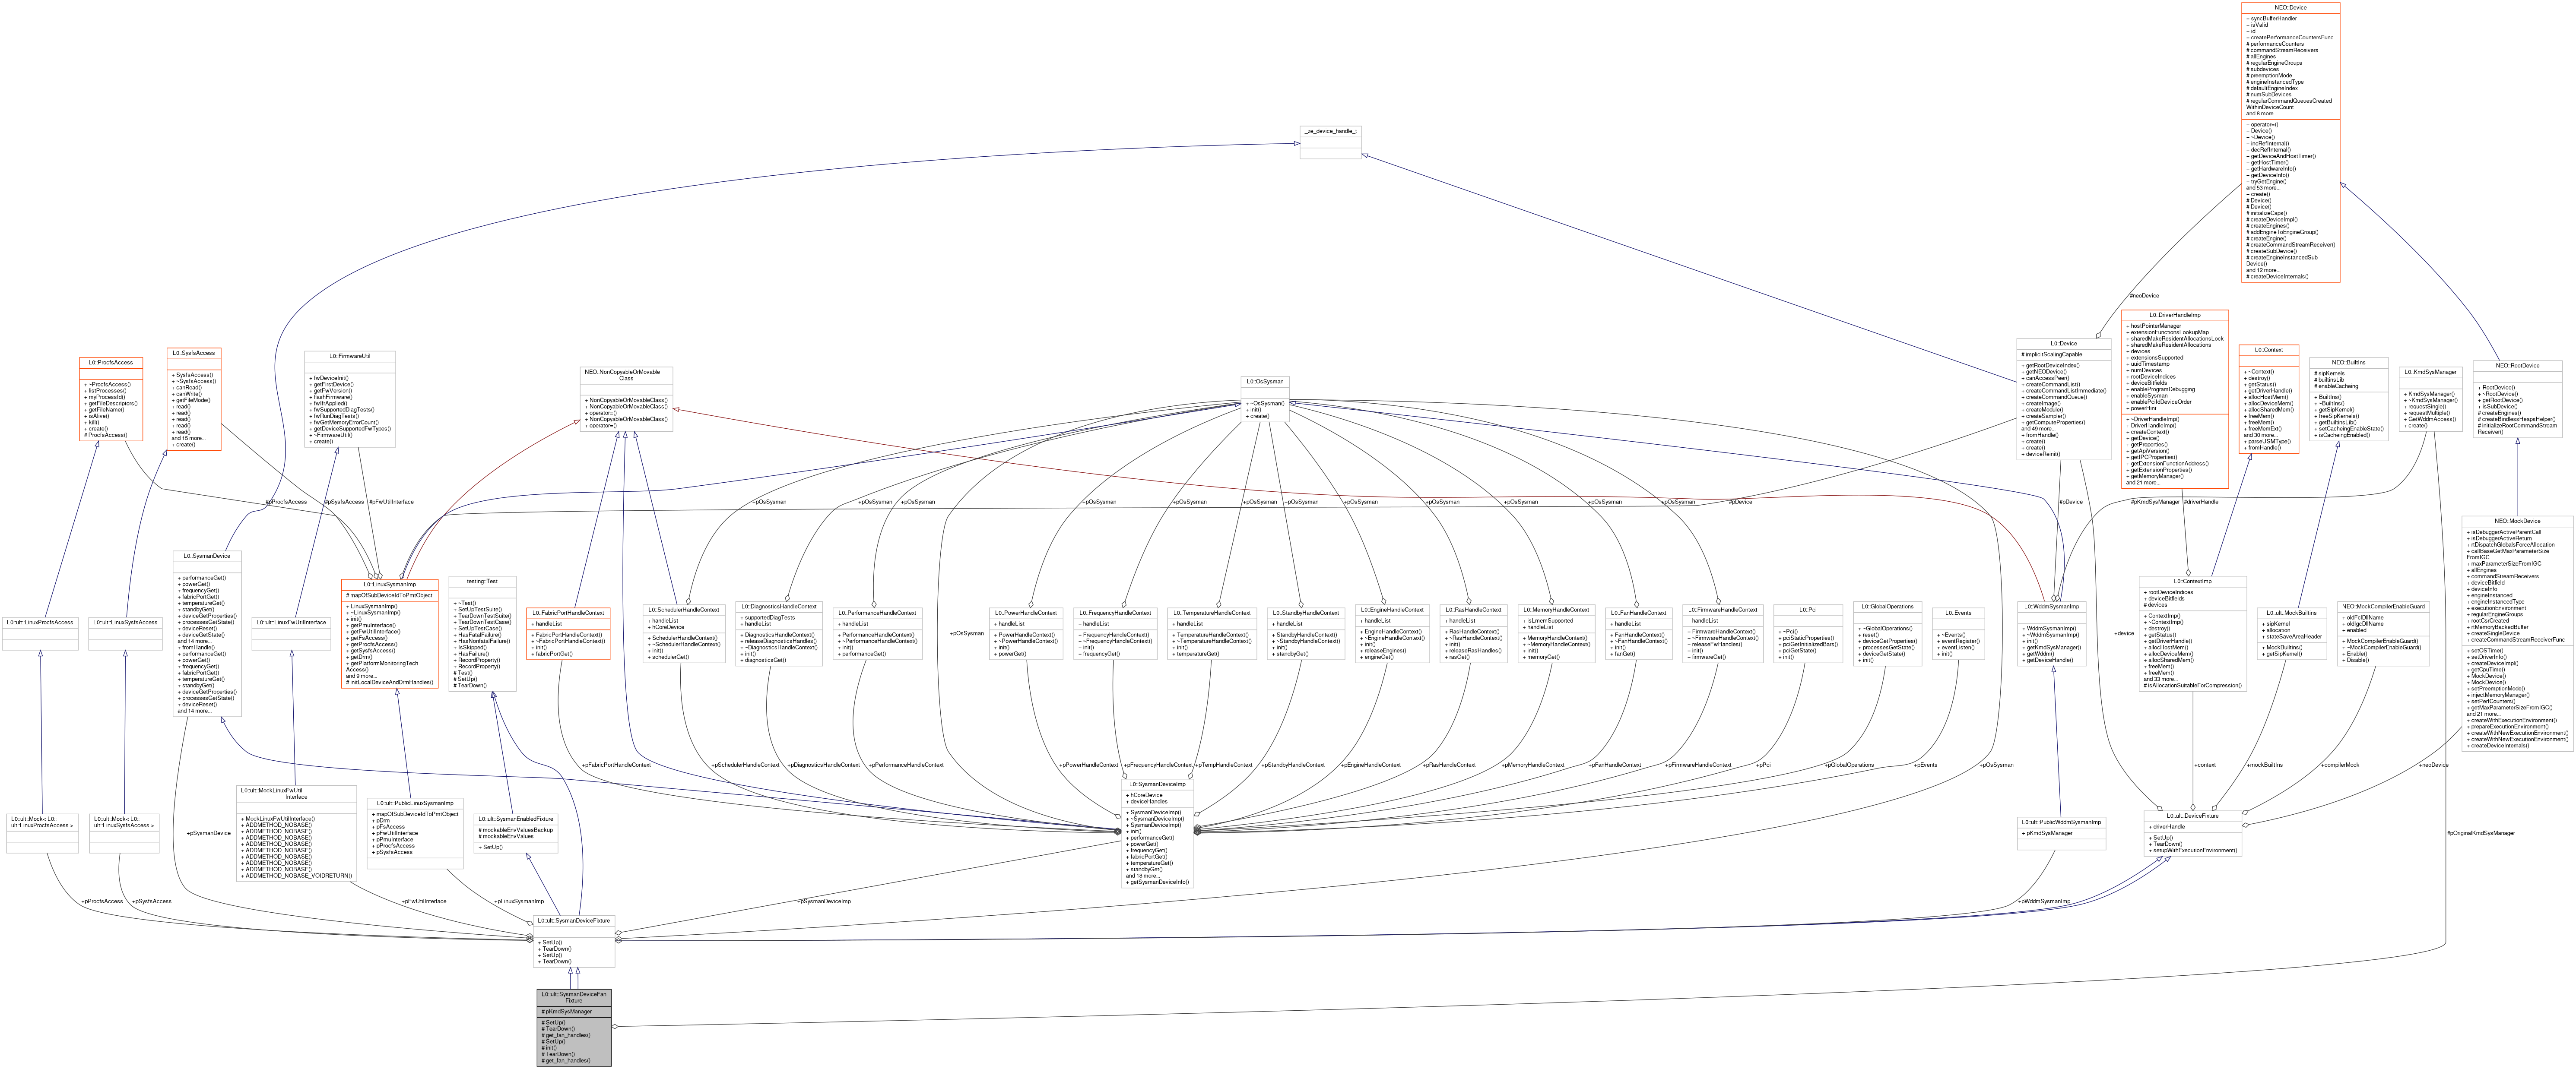 NEO::Device
+ syncBufferHandler
+ isValid
+ id
+ createPerformanceCountersFunc
# performanceCounters
# commandStreamReceivers
# allEngines
# regularEngineGroups
# subdevices
# preemptionMode
# engineInstancedType
# defaultEngineIndex
# numSubDevices
# regularCommandQueuesCreated
WithinDeviceCount
and 8 more...
+ operator=()
+ Device()
+ ~Device()
+ incRefInternal()
+ decRefInternal()
+ getDeviceAndHostTimer()
+ getHostTimer()
+ getHardwareInfo()
+ getDeviceInfo()
+ tryGetEngine()
and 53 more...
+ create()
# Device()
# Device()
# initializeCaps()
# createDeviceImpl()
# createEngines()
# addEngineToEngineGroup()
# createEngine()
# createCommandStreamReceiver()
# createSubDevice()
# createEngineInstancedSub
Device()
and 12 more...
# createDeviceInternals()
_ze_device_handle_t
#neoDevice
L0::ProcfsAccess
+ ~ProcfsAccess()
+ listProcesses()
+ myProcessId()
+ getFileDescriptors()
+ getFileName()
+ isAlive()
+ kill()
+ create()
# ProcfsAccess()
L0::SysfsAccess
+ SysfsAccess()
+ ~SysfsAccess()
+ canRead()
+ canWrite()
+ getFileMode()
+ read()
+ read()
+ read()
+ read()
+ read()
and 15 more...
+ create()
L0::FirmwareUtil
+ fwDeviceInit()
+ getFirstDevice()
+ getFwVersion()
+ flashFirmware()
+ fwIfrApplied()
+ fwSupportedDiagTests()
+ fwRunDiagTests()
+ fwGetMemoryErrorCount()
+ getDeviceSupportedFwTypes()
+ ~FirmwareUtil()
+ create()
NEO::NonCopyableOrMovable
Class
+ NonCopyableOrMovableClass()
+ NonCopyableOrMovableClass()
+ operator=()
+ NonCopyableOrMovableClass()
+ operator=()
L0::OsSysman
+ ~OsSysman()
+ init()
+ create()
L0::Device
# implicitScalingCapable
+ getRootDeviceIndex()
+ getNEODevice()
+ canAccessPeer()
+ createCommandList()
+ createCommandListImmediate()
+ createCommandQueue()
+ createImage()
+ createModule()
+ createSampler()
+ getComputeProperties()
and 49 more...
+ fromHandle()
+ create()
+ create()
+ deviceReinit()
L0::DriverHandleImp
+ hostPointerManager
+ extensionFunctionsLookupMap
+ sharedMakeResidentAllocationsLock
+ sharedMakeResidentAllocations
+ devices
+ extensionsSupported
+ uuidTimestamp
+ numDevices
+ rootDeviceIndices
+ deviceBitfields
+ enableProgramDebugging
+ enableSysman
+ enablePciIdDeviceOrder
+ powerHint
+ ~DriverHandleImp()
+ DriverHandleImp()
+ createContext()
+ getDevice()
+ getProperties()
+ getApiVersion()
+ getIPCProperties()
+ getExtensionFunctionAddress()
+ getExtensionProperties()
+ getMemoryManager()
and 21 more...
L0::Context
+ ~Context()
+ destroy()
+ getStatus()
+ getDriverHandle()
+ allocHostMem()
+ allocDeviceMem()
+ allocSharedMem()
+ freeMem()
+ freeMem()
+ freeMemExt()
and 30 more...
+ parseUSMType()
+ fromHandle()
NEO::BuiltIns
# sipKernels
# builtinsLib
# enableCacheing
+ BuiltIns()
+ ~BuiltIns()
+ getSipKernel()
+ freeSipKernels()
+ getBuiltinsLib()
+ setCacheingEnableState()
+ isCacheingEnabled()
L0::KmdSysManager
+ KmdSysManager()
+ ~KmdSysManager()
+ requestSingle()
+ requestMultiple()
+ GetWddmAccess()
+ create()
NEO::RootDevice
+ RootDevice()
+ ~RootDevice()
+ getRootDevice()
+ isSubDevice()
# createEngines()
# createBindlessHeapsHelper()
# initializeRootCommandStream
Receiver()
#pProcfsAccess
#pSysfsAccess
#pFwUtilInterface
+pOsSysman
+pOsSysman
+pOsSysman
+pOsSysman
+pOsSysman
+pOsSysman
+pOsSysman
+pOsSysman
+pOsSysman
+pOsSysman
+pOsSysman
+pOsSysman
#pDevice
#pDevice
#pKmdSysManager
#driverHandle
L0::SysmanDevice
+ performanceGet()
+ powerGet()
+ frequencyGet()
+ fabricPortGet()
+ temperatureGet()
+ standbyGet()
+ deviceGetProperties()
+ processesGetState()
+ deviceReset()
+ deviceGetState()
and 14 more...
+ fromHandle()
+ performanceGet()
+ powerGet()
+ frequencyGet()
+ fabricPortGet()
+ temperatureGet()
+ standbyGet()
+ deviceGetProperties()
+ processesGetState()
+ deviceReset()
and 14 more...
L0::LinuxSysmanImp
# mapOfSubDeviceIdToPmtObject
+ LinuxSysmanImp()
+ ~LinuxSysmanImp()
+ init()
+ getPmuInterface()
+ getFwUtilInterface()
+ getFsAccess()
+ getProcfsAccess()
+ getSysfsAccess()
+ getDrm()
+ getPlatformMonitoringTech
Access()
and 9 more...
# initLocalDeviceAndDrmHandles()
testing::Test
+ ~Test()
+ SetUpTestSuite()
+ TearDownTestSuite()
+ TearDownTestCase()
+ SetUpTestCase()
+ HasFatalFailure()
+ HasNonfatalFailure()
+ IsSkipped()
+ HasFailure()
+ RecordProperty()
+ RecordProperty()
# Test()
# SetUp()
# TearDown()
L0::ult::LinuxProcfsAccess
L0::ult::LinuxSysfsAccess
L0::ult::LinuxFwUtilInterface
L0::FabricPortHandleContext
+ handleList
+ FabricPortHandleContext()
+ ~FabricPortHandleContext()
+ init()
+ fabricPortGet()
L0::SchedulerHandleContext
+ handleList
+ hCoreDevice
+ SchedulerHandleContext()
+ ~SchedulerHandleContext()
+ init()
+ schedulerGet()
L0::DiagnosticsHandleContext
+ supportedDiagTests
+ handleList
+ DiagnosticsHandleContext()
+ releaseDiagnosticsHandles()
+ ~DiagnosticsHandleContext()
+ init()
+ diagnosticsGet()
L0::PerformanceHandleContext
+ handleList
+ PerformanceHandleContext()
+ ~PerformanceHandleContext()
+ init()
+ performanceGet()
+pOsSysman
L0::PowerHandleContext
+ handleList
+ PowerHandleContext()
+ ~PowerHandleContext()
+ init()
+ powerGet()
L0::FrequencyHandleContext
+ handleList
+ FrequencyHandleContext()
+ ~FrequencyHandleContext()
+ init()
+ frequencyGet()
L0::TemperatureHandleContext
+ handleList
+ TemperatureHandleContext()
+ ~TemperatureHandleContext()
+ init()
+ temperatureGet()
L0::StandbyHandleContext
+ handleList
+ StandbyHandleContext()
+ ~StandbyHandleContext()
+ init()
+ standbyGet()
L0::EngineHandleContext
+ handleList
+ EngineHandleContext()
+ ~EngineHandleContext()
+ init()
+ releaseEngines()
+ engineGet()
L0::RasHandleContext
+ handleList
+ RasHandleContext()
+ ~RasHandleContext()
+ init()
+ releaseRasHandles()
+ rasGet()
L0::MemoryHandleContext
+ isLmemSupported
+ handleList
+ MemoryHandleContext()
+ ~MemoryHandleContext()
+ init()
+ memoryGet()
L0::FanHandleContext
+ handleList
+ FanHandleContext()
+ ~FanHandleContext()
+ init()
+ fanGet()
L0::FirmwareHandleContext
+ handleList
+ FirmwareHandleContext()
+ ~FirmwareHandleContext()
+ releaseFwHandles()
+ init()
+ firmwareGet()
L0::Pci
+ ~Pci()
+ pciStaticProperties()
+ pciGetInitializedBars()
+ pciGetState()
+ init()
L0::GlobalOperations
+ ~GlobalOperations()
+ reset()
+ deviceGetProperties()
+ processesGetState()
+ deviceGetState()
+ init()
L0::Events
+ ~Events()
+ eventRegister()
+ eventListen()
+ init()
L0::WddmSysmanImp
+ WddmSysmanImp()
+ ~WddmSysmanImp()
+ init()
+ getKmdSysManager()
+ getWddm()
+ getDeviceHandle()
+device
L0::ContextImp
+ rootDeviceIndices
+ deviceBitfields
# devices
+ ContextImp()
+ ~ContextImp()
+ destroy()
+ getStatus()
+ getDriverHandle()
+ allocHostMem()
+ allocDeviceMem()
+ allocSharedMem()
+ freeMem()
+ freeMem()
and 33 more...
# isAllocationSuitableForCompression()
L0::ult::MockBuiltins
+ sipKernel
+ allocation
+ stateSaveAreaHeader
+ MockBuiltins()
+ getSipKernel()
NEO::MockCompilerEnableGuard
+ oldFclDllName
+ oldIgcDllName
+ enabled
+ MockCompilerEnableGuard()
+ ~MockCompilerEnableGuard()
+ Enable()
+ Disable()
NEO::MockDevice
+ isDebuggerActiveParentCall
+ isDebuggerActiveReturn
+ rtDispatchGlobalsForceAllocation
+ callBaseGetMaxParameterSize
FromIGC
+ maxParameterSizeFromIGC
+ allEngines
+ commandStreamReceivers
+ deviceBitfield
+ deviceInfo
+ engineInstanced
+ engineInstancedType
+ executionEnvironment
+ regularEngineGroups
+ rootCsrCreated
+ rtMemoryBackedBuffer
+ createSingleDevice
+ createCommandStreamReceiverFunc
+ setOSTime()
+ setDriverInfo()
+ createDeviceImpl()
+ getCpuTime()
+ MockDevice()
+ MockDevice()
+ setPreemptionMode()
+ injectMemoryManager()
+ setPerfCounters()
+ getMaxParameterSizeFromIGC()
and 21 more...
+ createWithExecutionEnvironment()
+ prepareExecutionEnvironment()
+ createWithNewExecutionEnvironment()
+ createWithNewExecutionEnvironment()
+ createDeviceInternals()
+pFabricPortHandleContext
+pSchedulerHandleContext
+pDiagnosticsHandleContext
+pPerformanceHandleContext
+pPowerHandleContext
+pFrequencyHandleContext
+pTempHandleContext
+pStandbyHandleContext
+pEngineHandleContext
+pRasHandleContext
+pMemoryHandleContext
+pFanHandleContext
+pFirmwareHandleContext
+pPci
+pGlobalOperations
+pEvents
+pOsSysman
+context
+mockBuiltIns
+compilerMock
+neoDevice
L0::ult::Mock< L0::
ult::LinuxProcfsAccess >
L0::ult::Mock< L0::
ult::LinuxSysfsAccess >
+pSysmanDevice
L0::ult::MockLinuxFwUtil
Interface
+ MockLinuxFwUtilInterface()
+ ADDMETHOD_NOBASE()
+ ADDMETHOD_NOBASE()
+ ADDMETHOD_NOBASE()
+ ADDMETHOD_NOBASE()
+ ADDMETHOD_NOBASE()
+ ADDMETHOD_NOBASE()
+ ADDMETHOD_NOBASE()
+ ADDMETHOD_NOBASE()
+ ADDMETHOD_NOBASE_VOIDRETURN()
L0::ult::PublicLinuxSysmanImp
+ mapOfSubDeviceIdToPmtObject
+ pDrm
+ pFsAccess
+ pFwUtilInterface
+ pPmuInterface
+ pProcfsAccess
+ pSysfsAccess
L0::ult::SysmanEnabledFixture
# mockableEnvValuesBackup
# mockableEnvValues
+ SetUp()
L0::SysmanDeviceImp
+ hCoreDevice
+ deviceHandles
+ SysmanDeviceImp()
+ ~SysmanDeviceImp()
+ SysmanDeviceImp()
+ init()
+ performanceGet()
+ powerGet()
+ frequencyGet()
+ fabricPortGet()
+ temperatureGet()
+ standbyGet()
and 18 more...
+ getSysmanDeviceInfo()
L0::ult::PublicWddmSysmanImp
+ pKmdSysManager
L0::ult::DeviceFixture
+ driverHandle
+ SetUp()
+ TearDown()
+ setupWithExecutionEnvironment()
#pOriginalKmdSysManager
+pProcfsAccess
+pSysfsAccess
+pFwUtilInterface
+pLinuxSysmanImp
+pSysmanDeviceImp
+pWddmSysmanImp
L0::ult::SysmanDeviceFixture
+ SetUp()
+ TearDown()
+ SetUp()
+ TearDown()
L0::ult::SysmanDeviceFan
Fixture
# pKmdSysManager
# SetUp()
# TearDown()
# get_fan_handles()
# SetUp()
# init()
# TearDown()
# get_fan_handles()